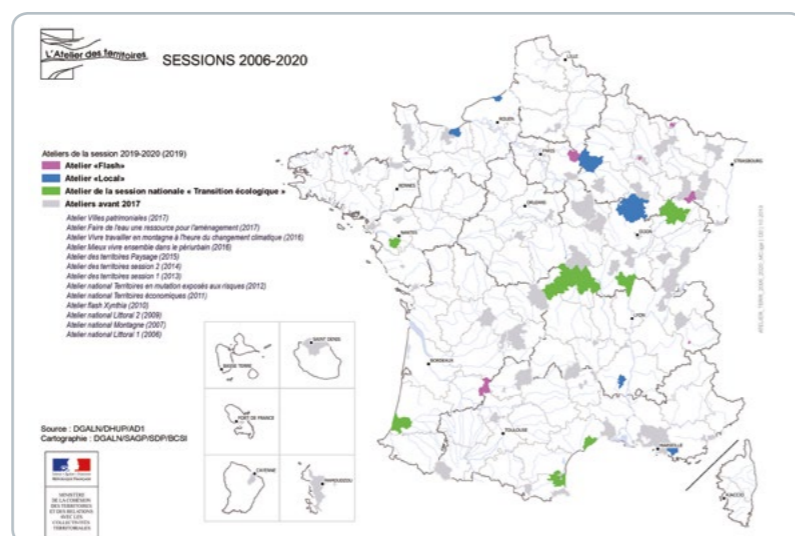 L'Atelier des territoires
SESSIONS 2006-2020
Ateliers de la session 2019-2020 (2019)
Atelier «Flash»
Atelier «Local»
Atelier de la session nationale « Transition écologique »
Ateliers avant 2017
Atelier Villes patrimoniales (2017)
Atelier Faire de l'eau une ressource pour l'aménagement (2017)
Atelier Vivre travailler en montagne à l'heure du changement climatique (2016)
Atelier Mieux vivre ensemble dans le périurbain (2016)
Atelier des territoires Paysage (2015)
Atelier des territoires session 2 (2014)
Atelier des territoires session 1 (2013)
Atelier national Territoires en mutation exposés aux risques (2012)
Atelier national Territoires économiques (2011)
Atelier flash Xynthia (2010)
Atelier national Littoral 2 (2009)
Atelier national Montagne (2007)
Atelier national Littoral 1 (2006)
LILLE
ROUEN
PARIS
STRASBOURG
RENNES
ORLEANS
DIJON
NANTES
LYON
BORDEAUX
TOULOUSE
MARSEILLE
AJACCIO
BASSE TERRE
SAINT DENIS
FORT DE FRANCE
CAYENNE
MAMOUDZOU
Source : DGALN/DHUP/AD1
Cartographie : DGALN/SAGP/SDP/BCSI
RÉPUBLIQUE FRANÇAISE
MINISTÈRE
DE LA COHÉSION
DES TERRITOIRES
ET DES RELATIONS
AVEC LES
COLLECTIVITÉS
TERRITORIALES